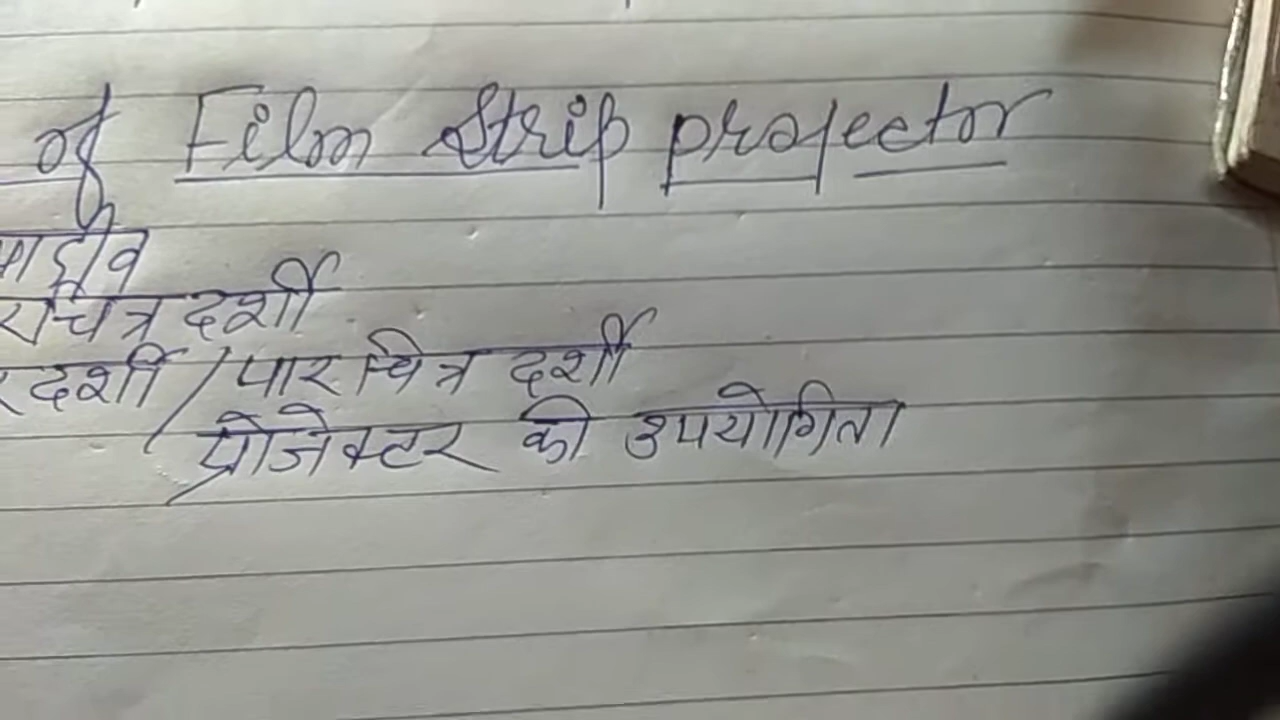 of Film Strip projector
दर्शी
दर्शी / पार चित्र दर्शी
प्रोजेक्टर की उपयोगिता